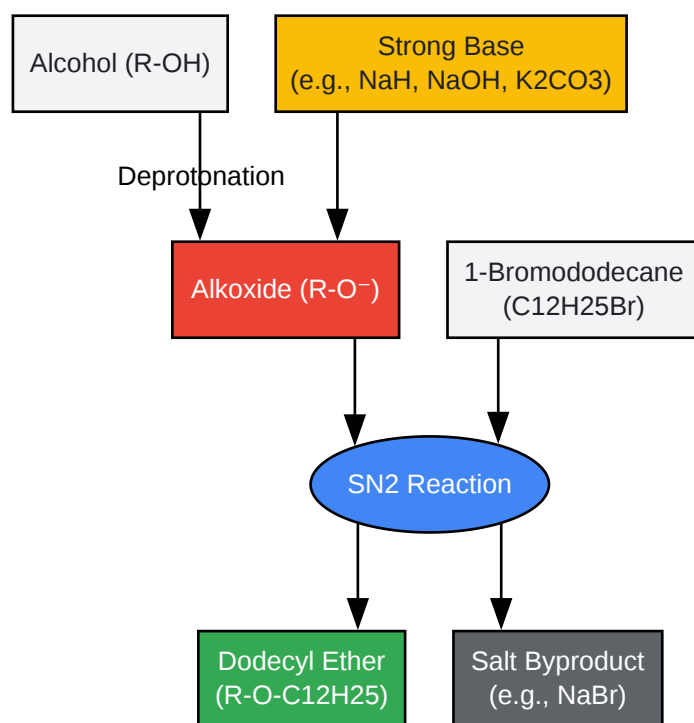 Alcohol (R-OH)
Strong Base
(e.g., NaH, NaOH, K2CO3)
Deprotonation
Alkoxide (R-O⁻)
1-Bromododecane
(C12H25Br)
SN2 Reaction
Dodecyl Ether
(R-O-C12H25)
Salt Byproduct
(e.g., NaBr)